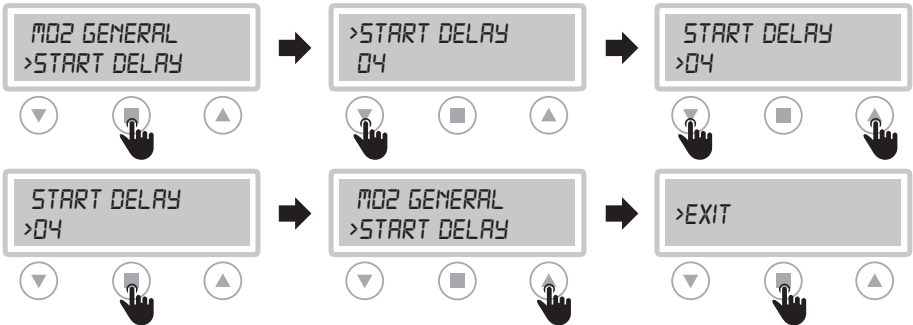 M02 GENERAL
>START DELAY
>START DELAY
04
START DELAY
>04
START DELAY
>04
M02 GENERAL
>START DELAY
>EXIT